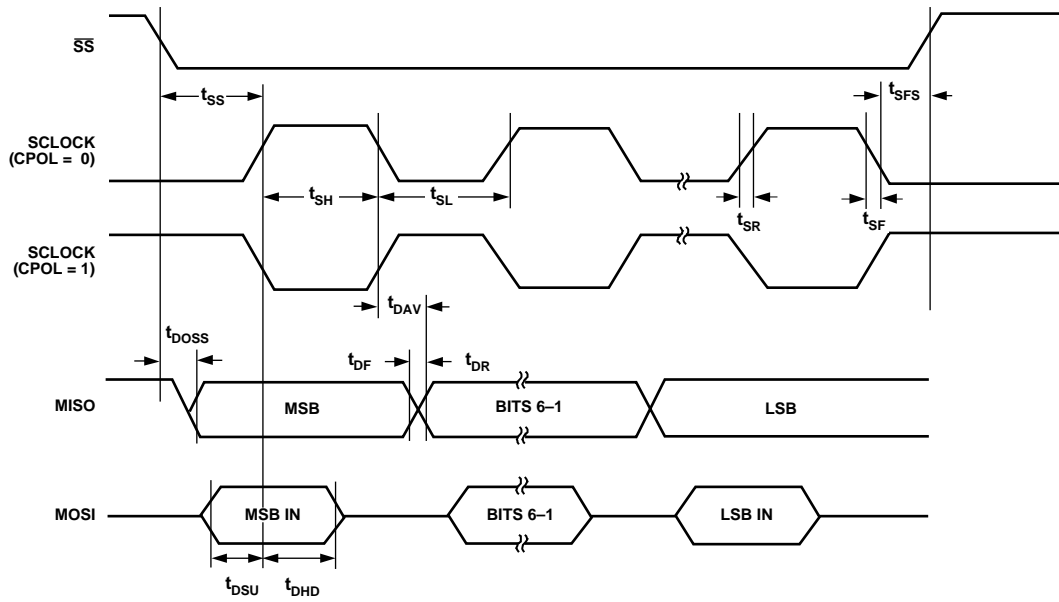 SS
tSS
tSFS
SCLOCK
(CPOL = 0)
tSH
tSL
tSR
tSF
SCLOCK
(CPOL = 1)
tDAV
tDOSS
tDF
tDR
MISO
MSB
BITS 6–1
LSB
MOSI
MSB IN
BITS 6–1
LSB IN
tDSU
tDHD